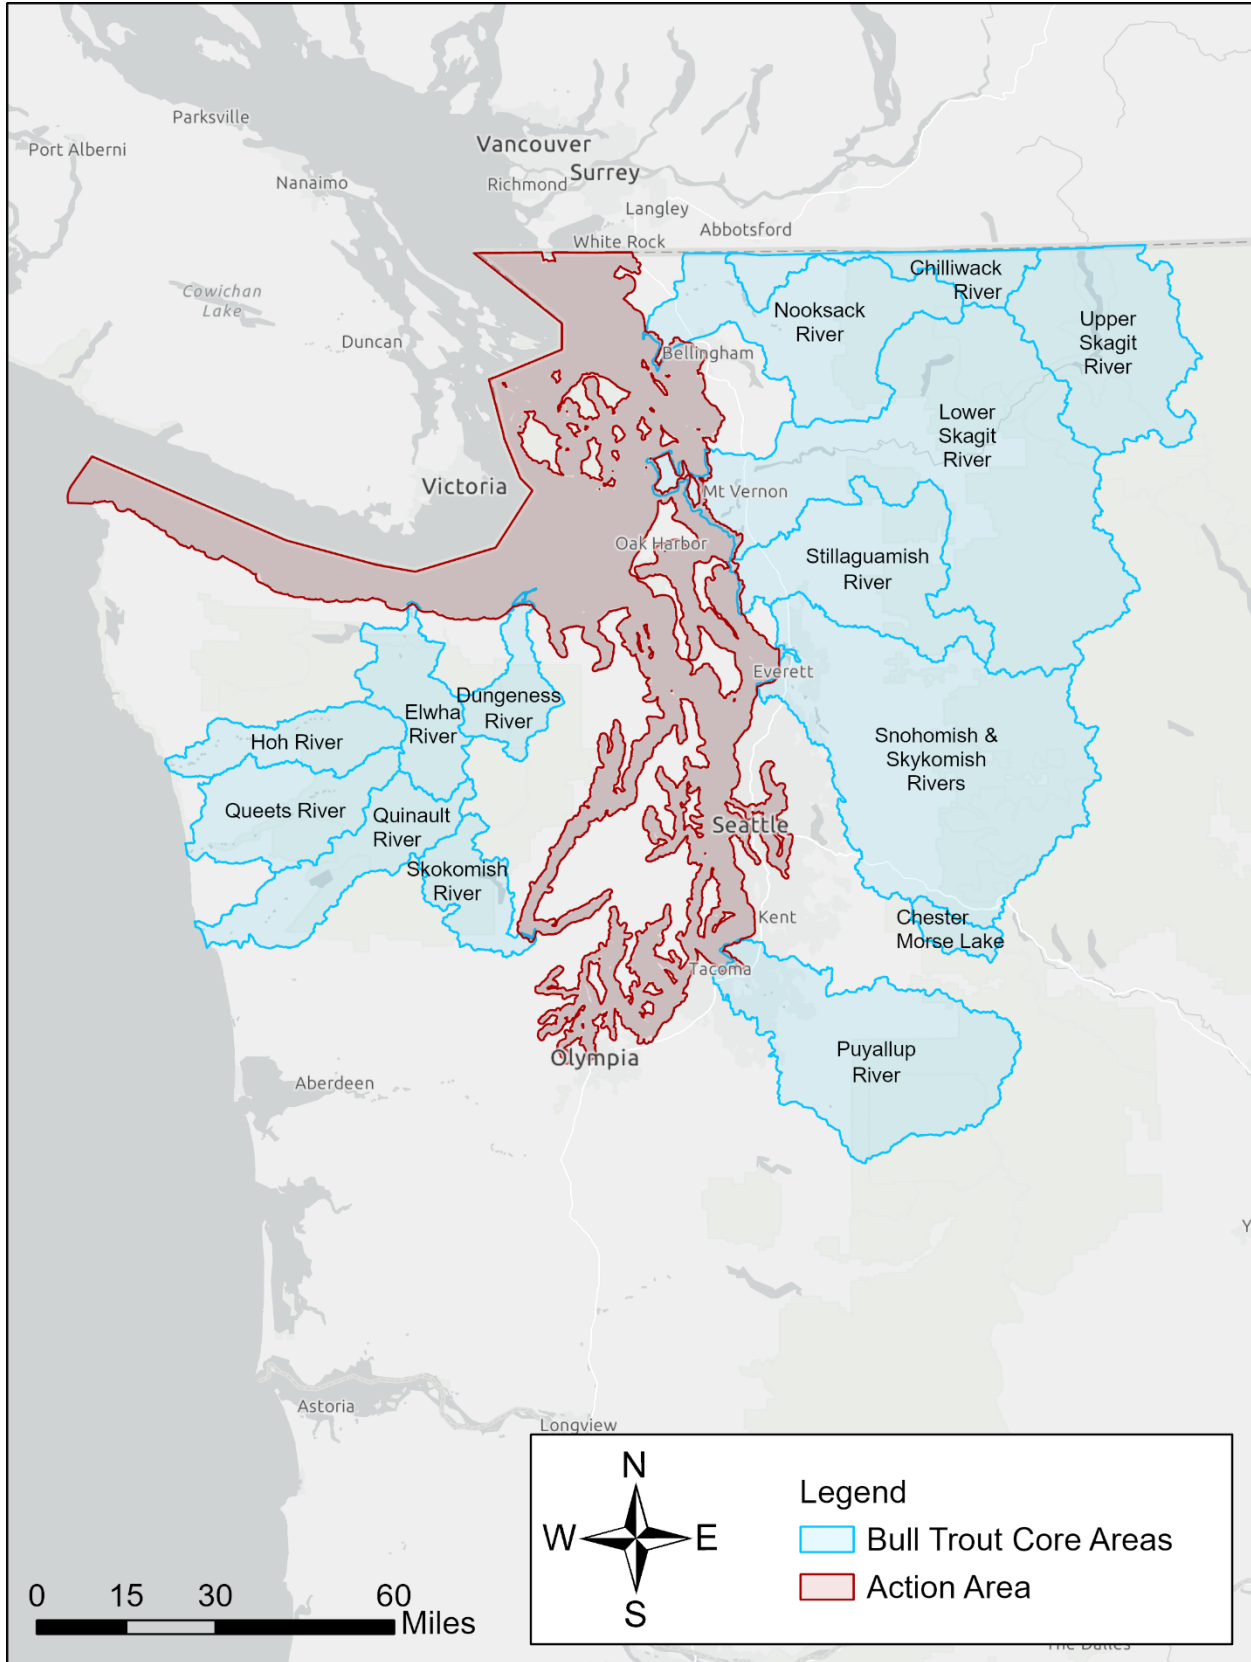 Parksville
Port Alberni
Nanaimo
Vancouver
Surrey
Richmond
Langley
Abbotsford
White Rock
Cowichan
Lake
Duncan
Chilliwack
River
Nooksack
River
Upper
Skagit
River
Bellingham
Lower
Skagit
River
Victoria
Mt Vernon
Oak Harbor
Stillaguamish
River
Everett
Dungeness
River
Elwha
River
Hoh River
Snohomish &
Skykomish
Rivers
Queets River
Quinault
River
Seattle
Skokomish
River
Kent
Chester
Morse Lake
Tacoma
Puyallup
River
Olympia
Aberdeen
Y
Astoria
Longview
N
W
E
S
Legend
Bull Trout Core Areas
Action Area
0 15 30 60
Miles
The Dalles